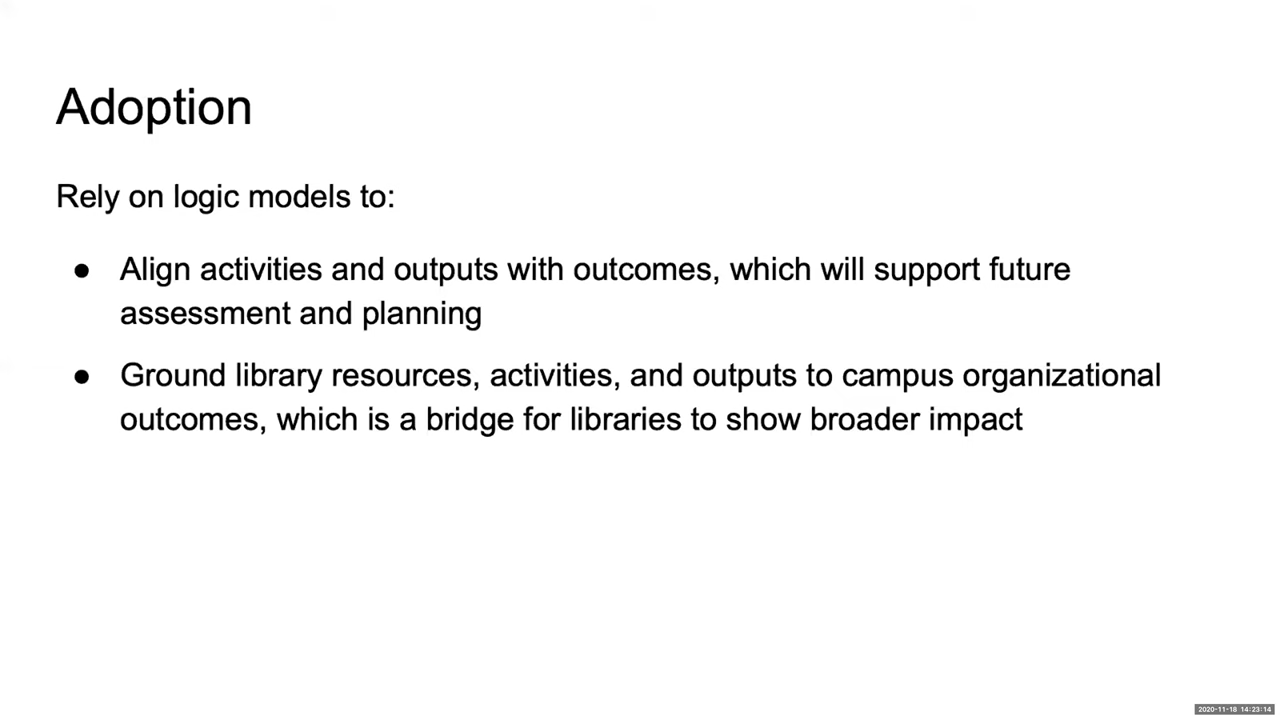 Adoption
Rely on logic models to:
● Align activities and outputs with outcomes, which will support future
assessment and planning
● Ground library resources, activities, and outputs to campus organizational
outcomes, which is a bridge for libraries to show broader impact
2020-11-18 14:23:14